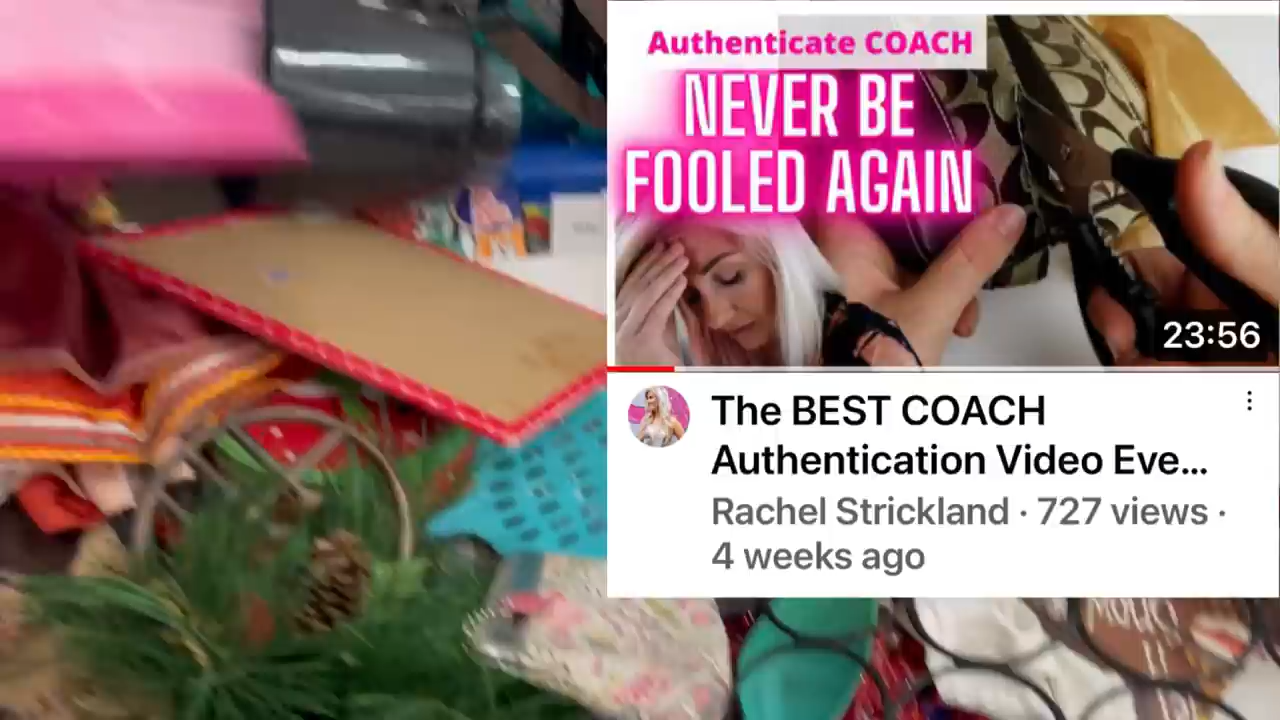 Authenticate COACH
NEVER BE
FOOLED AGAIN
23:56
The BEST COACH
Authentication Video Eve...
Rachel Strickland · 727 views ·
4 weeks ago